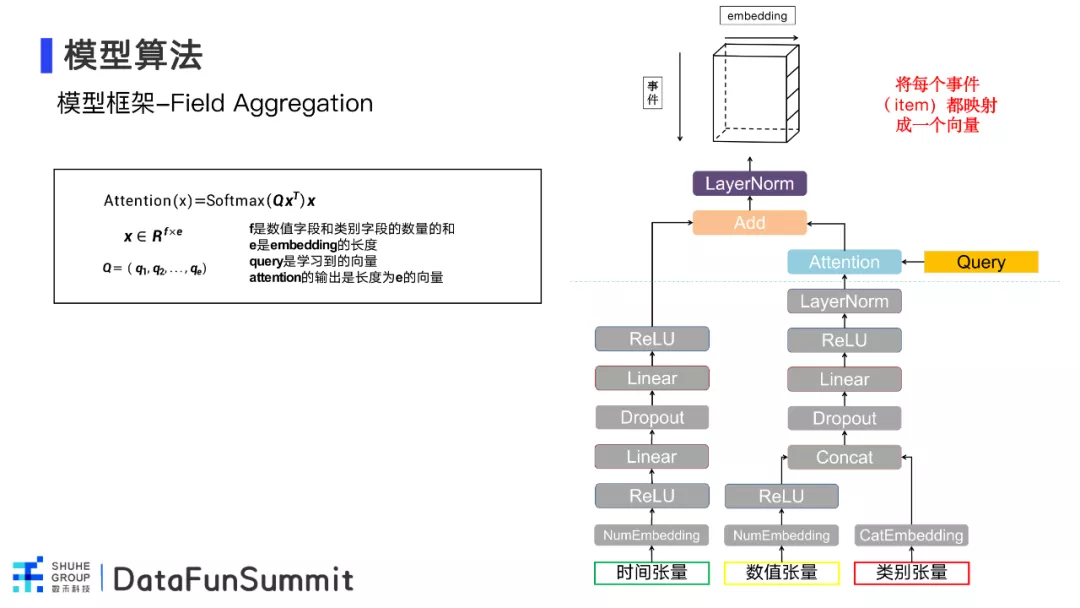 模型算法
模型框架-Field Aggregation
Attention(x)=Softmax(QxᵀT)x
x ∈ R^{f×e}
Q= ( q₁, q₂, ..., qₑ)
f是数值字段和类别字段的数量的和
e是embedding的长度
query是学习到的向量
attention的输出是长度为e的向量
embedding
事件
将每个事件
（item）都映射
成一个向量
LayerNorm
Add
Attention
Query
LayerNorm
ReLU
ReLU
Linear
Linear
Dropout
Dropout
Linear
Concat
ReLU
ReLU
NumEmbedding
NumEmbedding
CatEmbedding
时间张量
数值张量
类别张量
SHUHE
GROUP
数禾科技
DataFunSummit